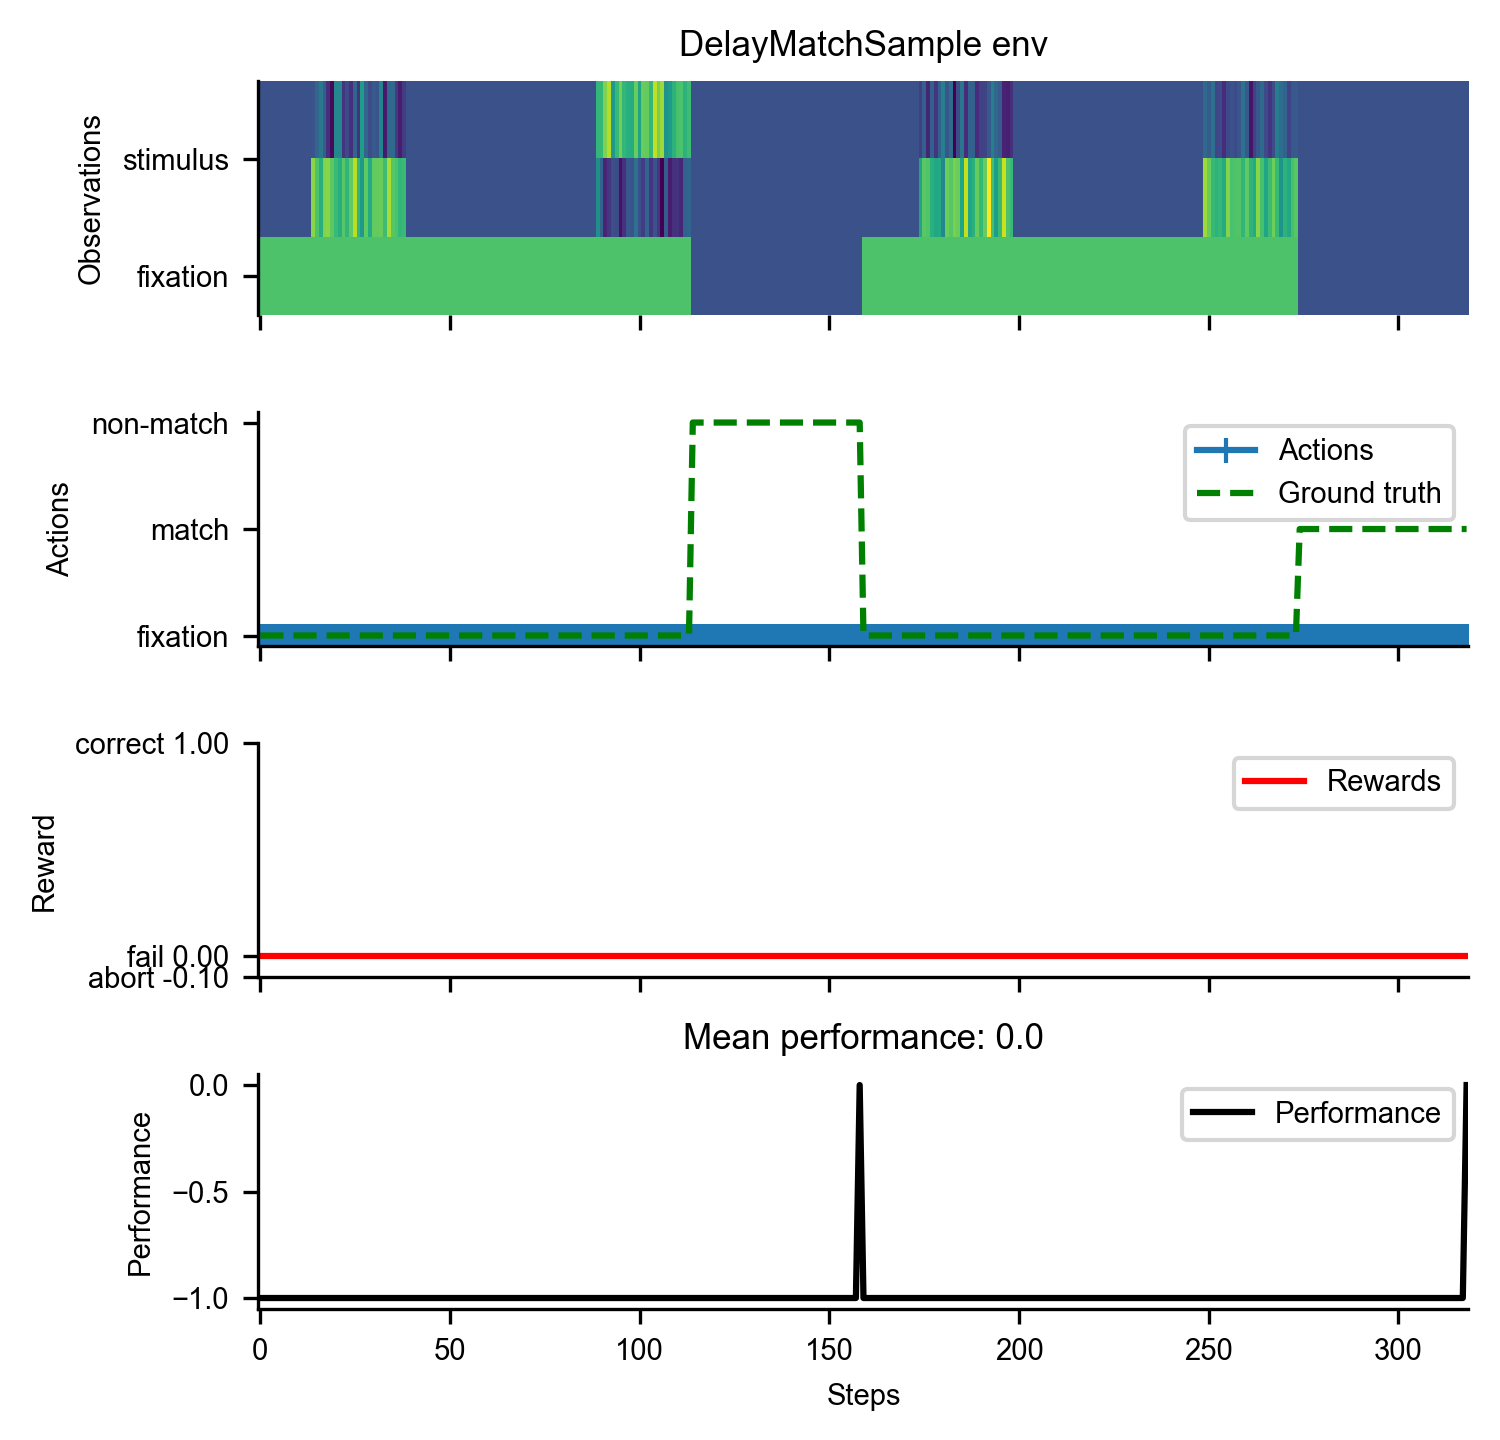 DelayMatchSample env
Observations
stimulus
fixation
Actions
non-match
match
fixation
Actions
Ground truth
Reward
correct 1.00
fail 0.00
abort -0.10
Rewards
Mean performance: 0.0
Performance
0.0
−0.5
−1.0
Performance
0 50 100 150 200 250 300
Steps